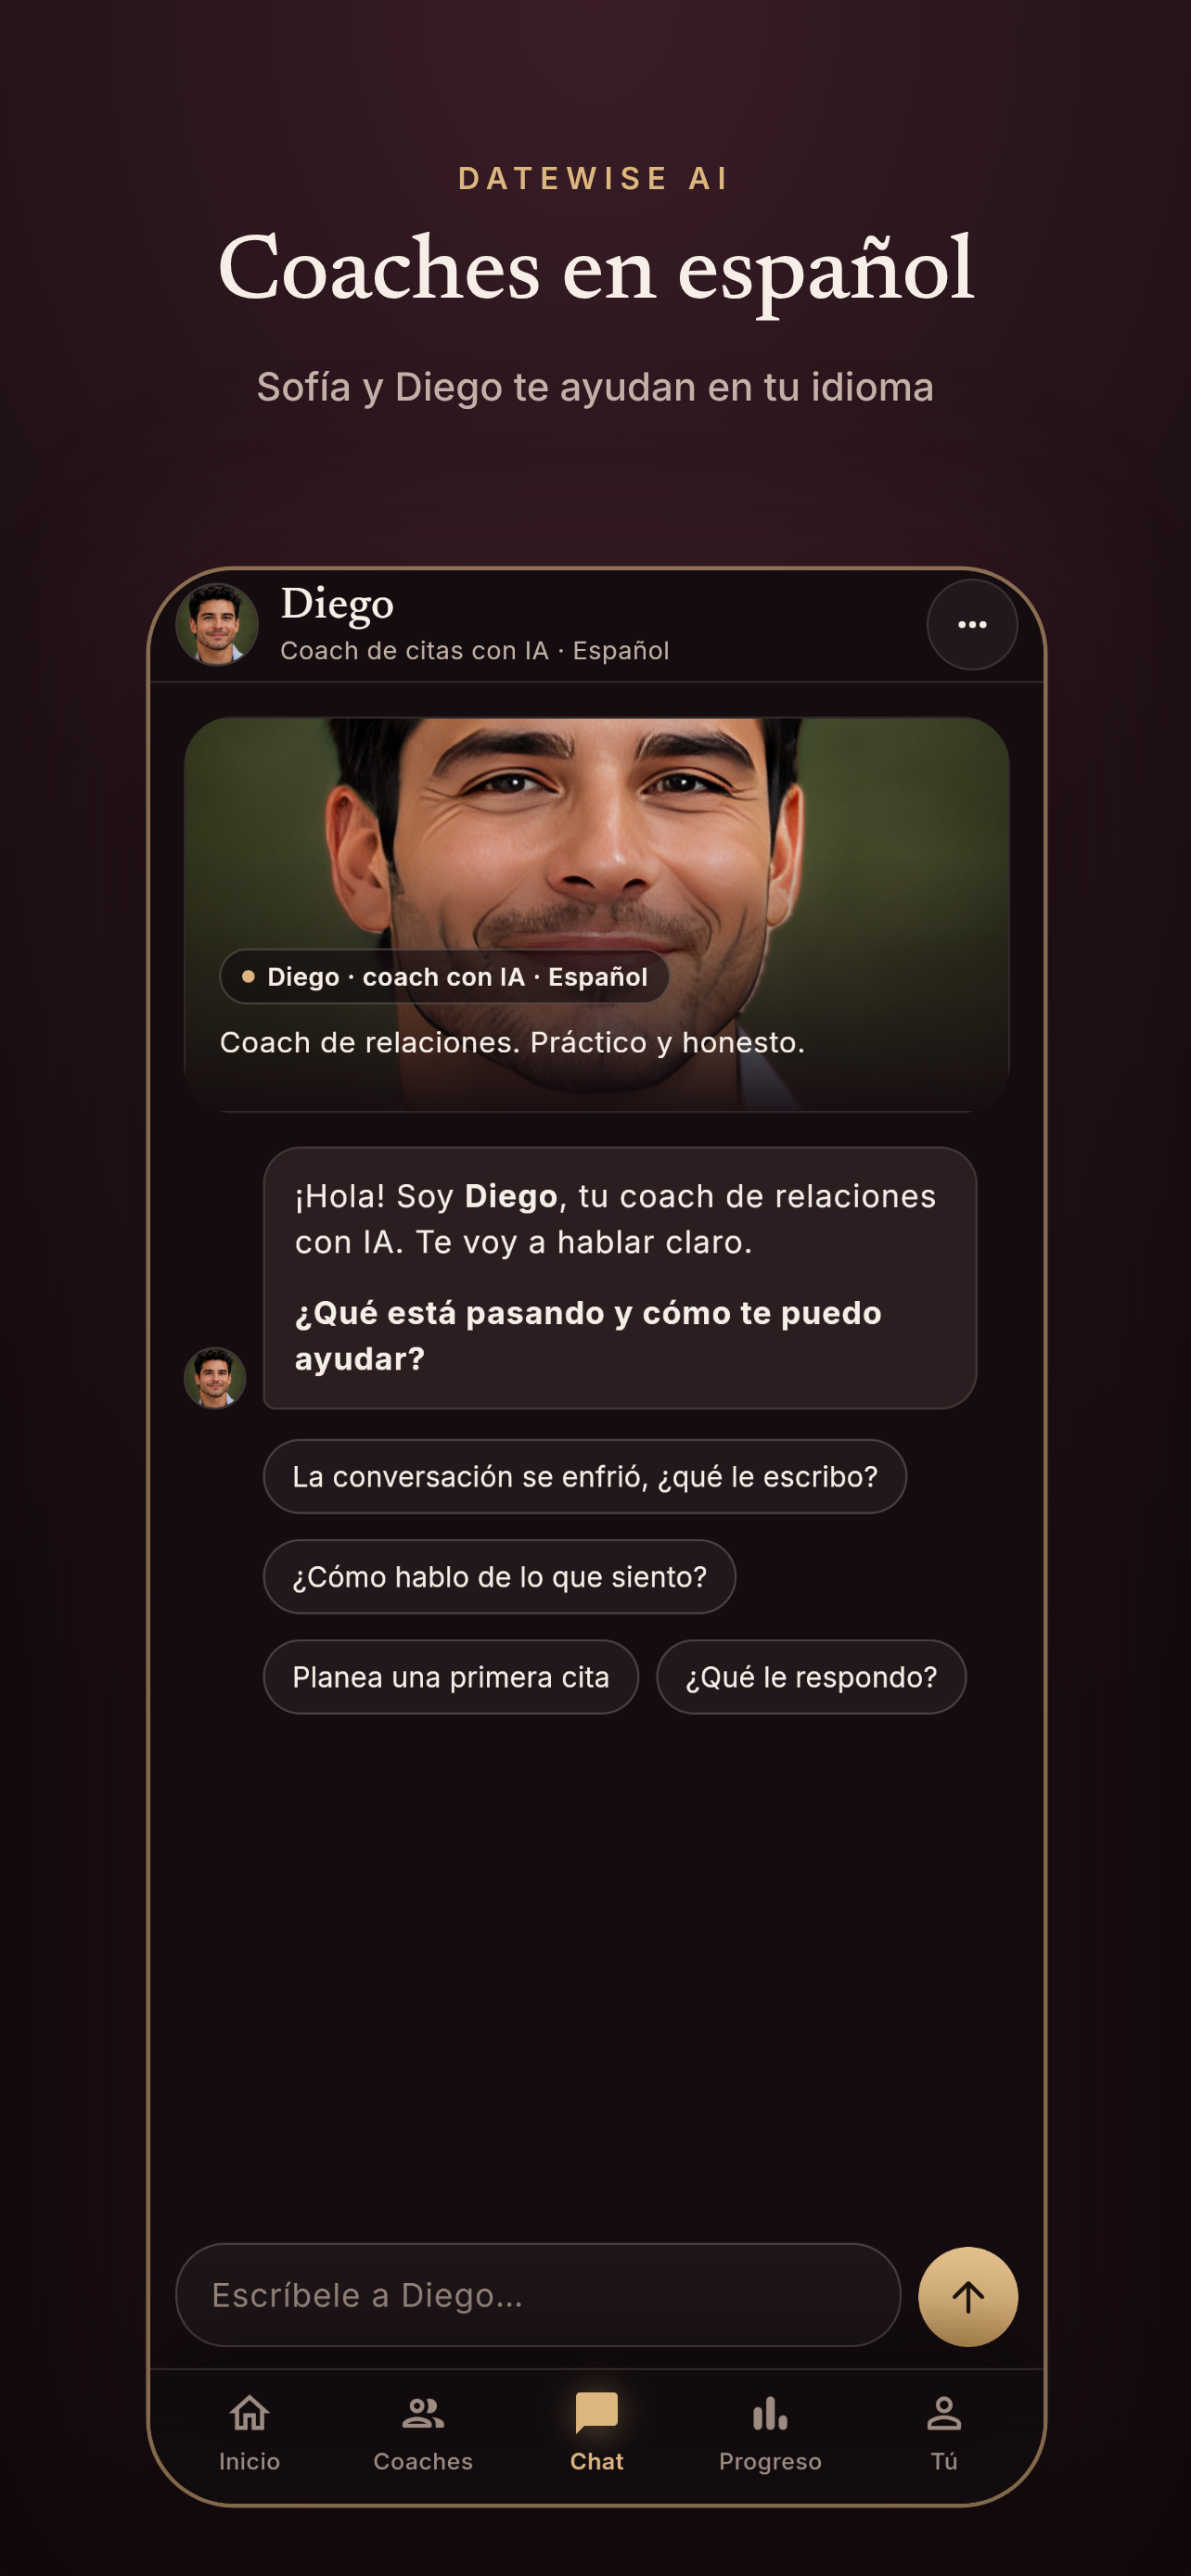 DATEWISE AI
Coaches en español
Sofía y Diego te ayudan en tu idioma
Diego
Coach de citas con IA · Español
Diego · coach con IA · Español
Coach de relaciones. Práctico y honesto.
¡Hola! Soy Diego, tu coach de relaciones
con IA. Te voy a hablar claro.
¿Qué está pasando y cómo te puedo
ayudar?
La conversación se enfrió, ¿qué le escribo?
¿Cómo hablo de lo que siento?
Planea una primera cita
¿Qué le respondo?
Escríbele a Diego...
Inicio
Coaches
Chat
Progreso
Tú